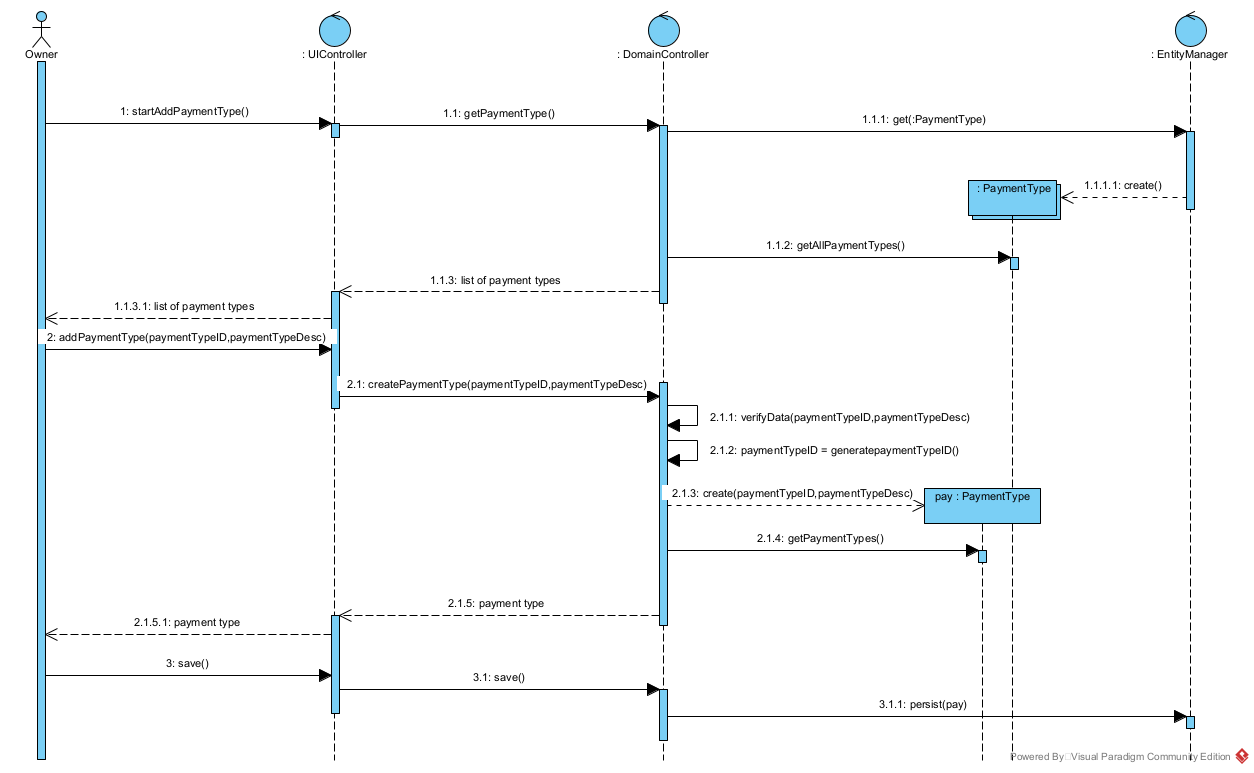 Owner
: UIController
: DomainController
: EntityManager
1: startAddPaymentType()
1.1: getPaymentType()
1.1.1: get(:PaymentType)
: PaymentType
1.1.1.1: create()
1.1.2: getAllPaymentTypes()
1.1.3: list of payment types
1.1.3.1: list of payment types
2: addPaymentType(paymentTypeID,paymentTypeDesc)
2.1: createPaymentType(paymentTypeID,paymentTypeDesc)
2.1.1: verifyData(paymentTypeID,paymentTypeDesc)
2.1.2: paymentTypeID = generatepaymentTypeID()
2.1.3: create(paymentTypeID,paymentTypeDesc)
pay : PaymentType
2.1.4: getPaymentTypes()
2.1.5: payment type
2.1.5.1: payment type
3: save()
3.1: save()
3.1.1: persist(pay)
Powered By Visual Paradigm Community Edition